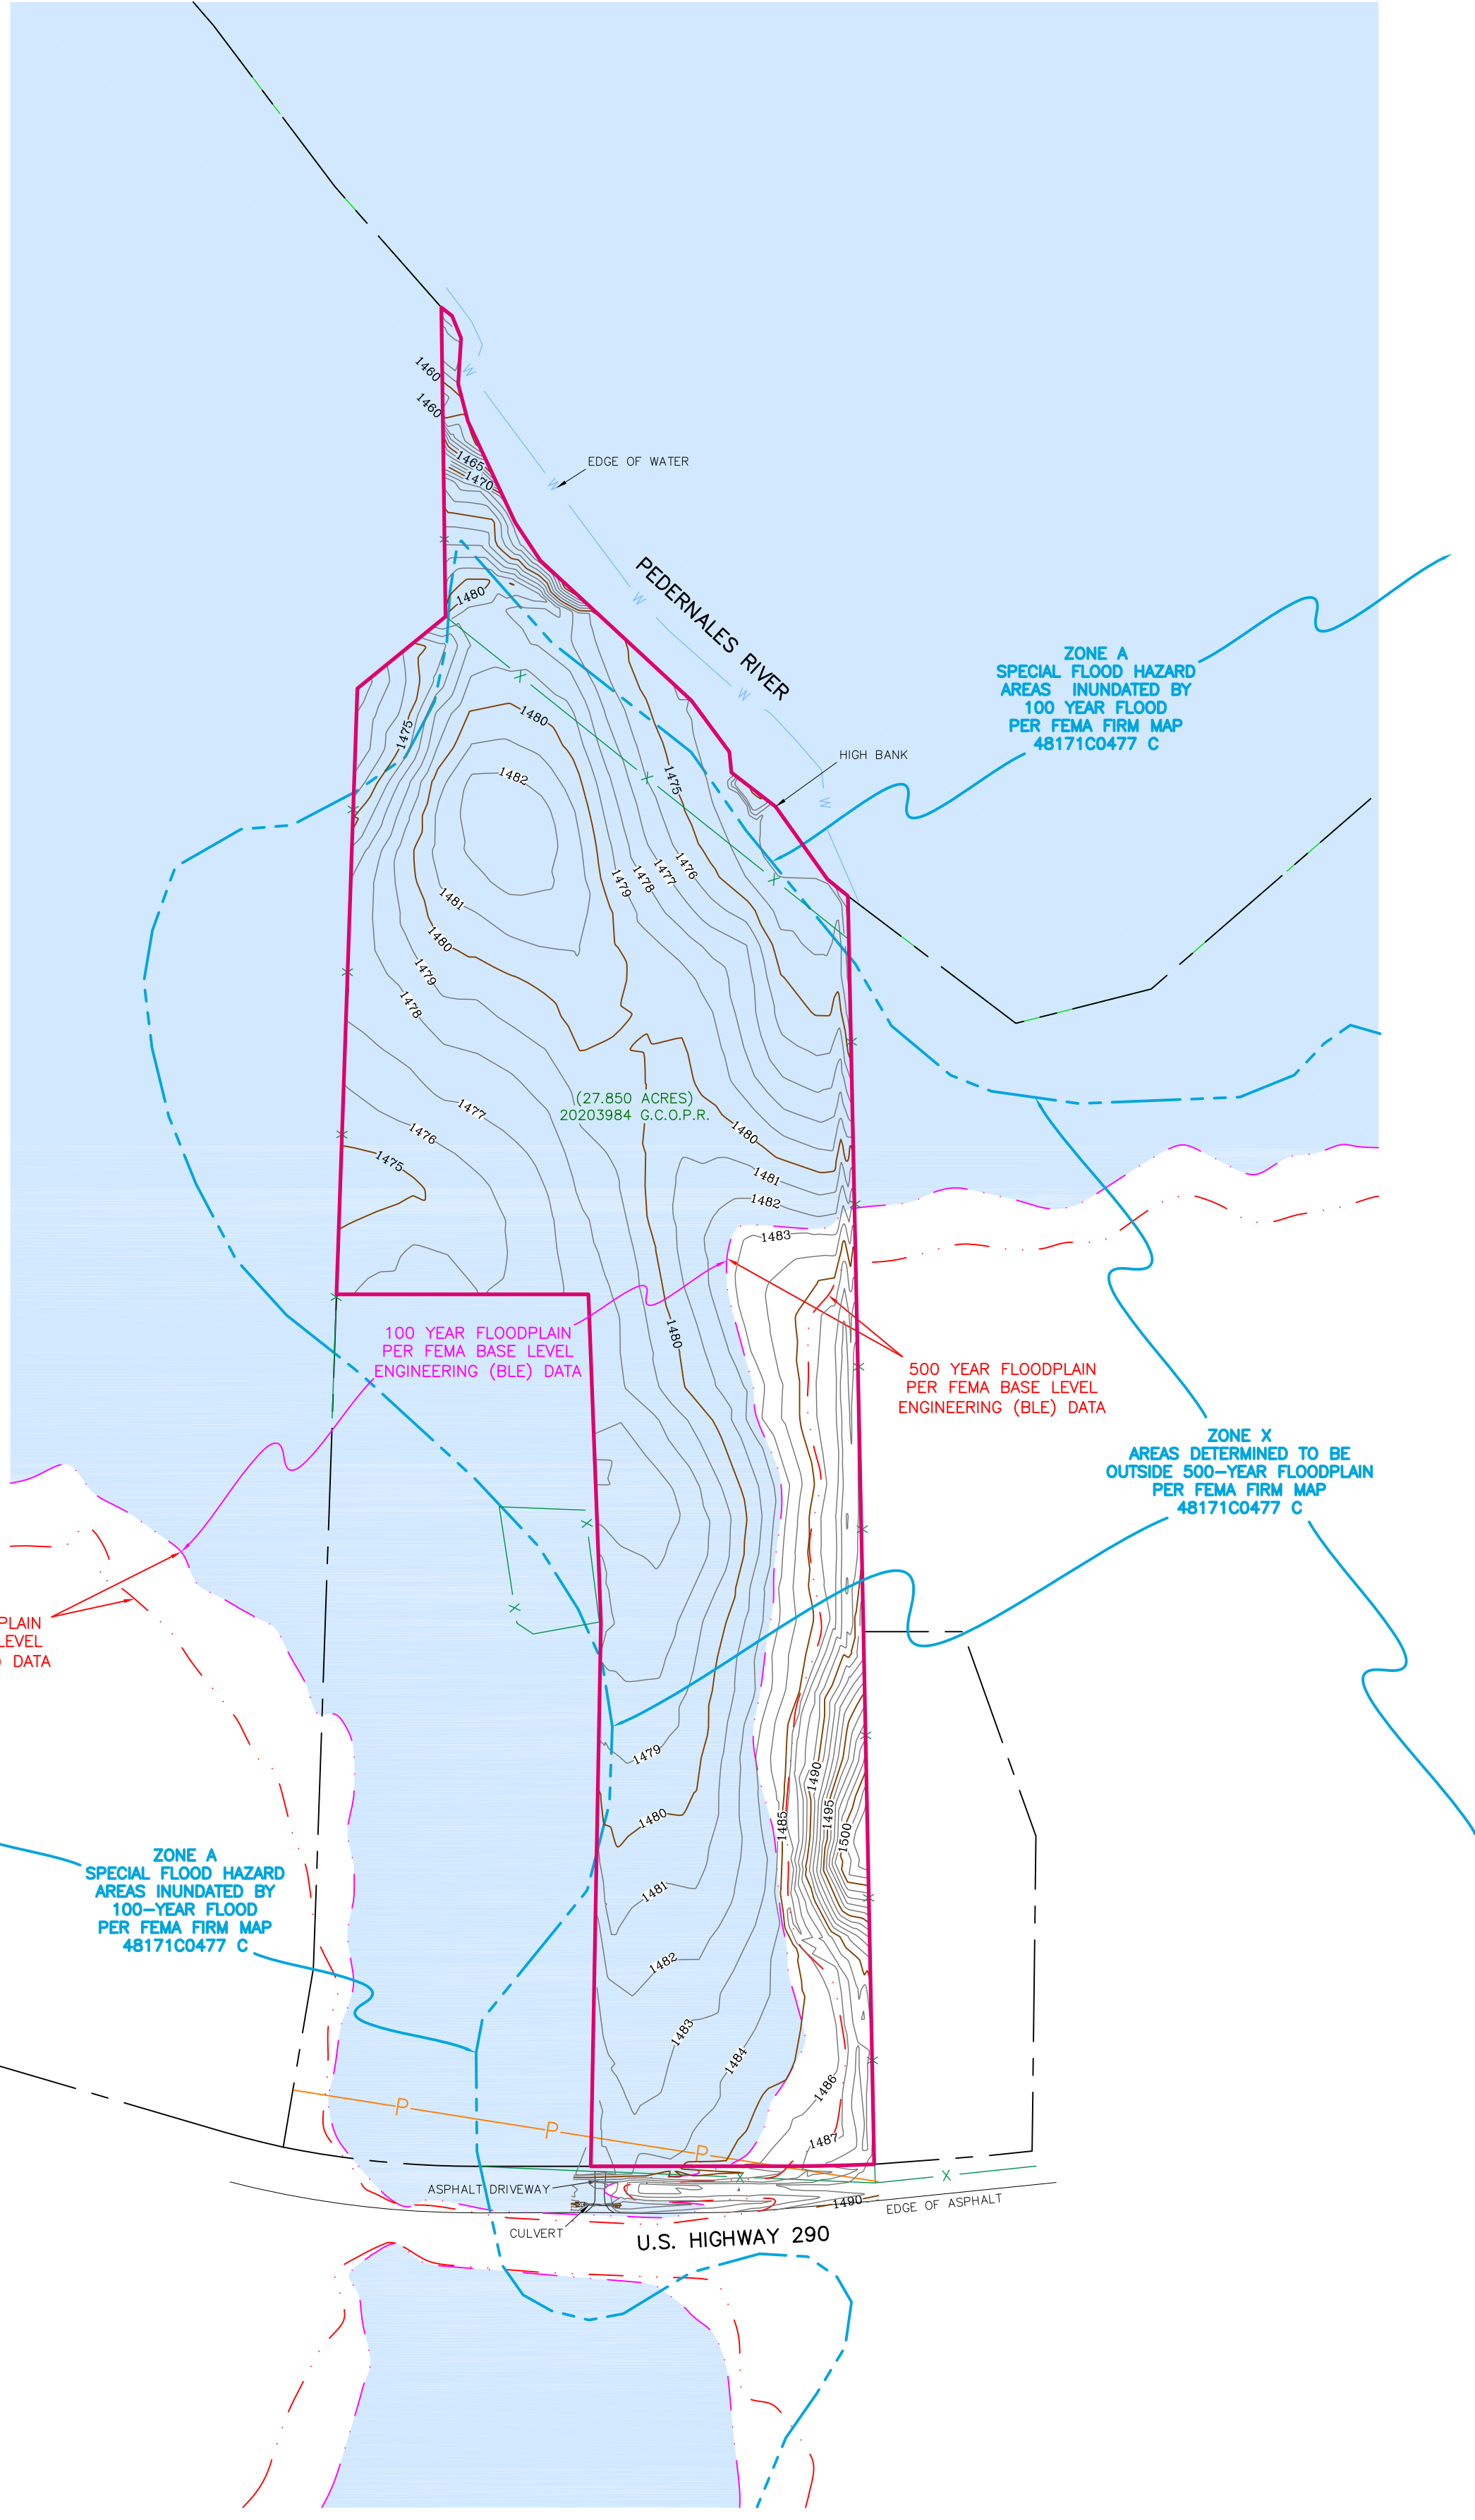 1460
1460
1465
1470
EDGE OF WATER
W
W
W
W
W
PEDERNALES RIVER
ZONE A
SPECIAL FLOOD HAZARD
AREAS INUNDATED BY
100 YEAR FLOOD
PER FEMA FIRM MAP
48171C0477 C
1480
1475
1480
1482
1475
HIGH BANK
1481
1480
1479
1478
1479
1478
1477
1476
(27.850 ACRES)
20203984 G.C.O.P.R.
1477
1476
1475
1480
1481
1482
1483
1480
100 YEAR FLOODPLAIN
PER FEMA BASE LEVEL
ENGINEERING (BLE) DATA
500 YEAR FLOODPLAIN
PER FEMA BASE LEVEL
ENGINEERING (BLE) DATA
ZONE X
AREAS DETERMINED TO BE
OUTSIDE 500-YEAR FLOODPLAIN
PER FEMA FIRM MAP
48171C0477 C
PLAIN
LEVEL
) DATA
1479
1480
1481
1482
1483
1484
1485
1490
1495
1500
1486
1487
ZONE A
SPECIAL FLOOD HAZARD
AREAS INUNDATED BY
100-YEAR FLOOD
PER FEMA FIRM MAP
48171C0477 C
P
P
P
ASPHALT DRIVEWAY
CULVERT
1490
EDGE OF ASPHALT
U.S. HIGHWAY 290